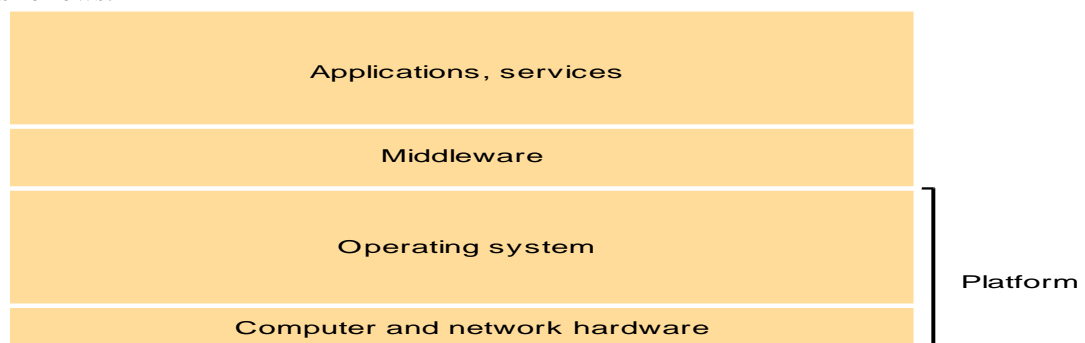 Applications, services
Middleware
Operating system
Platform
Computer and network hardware